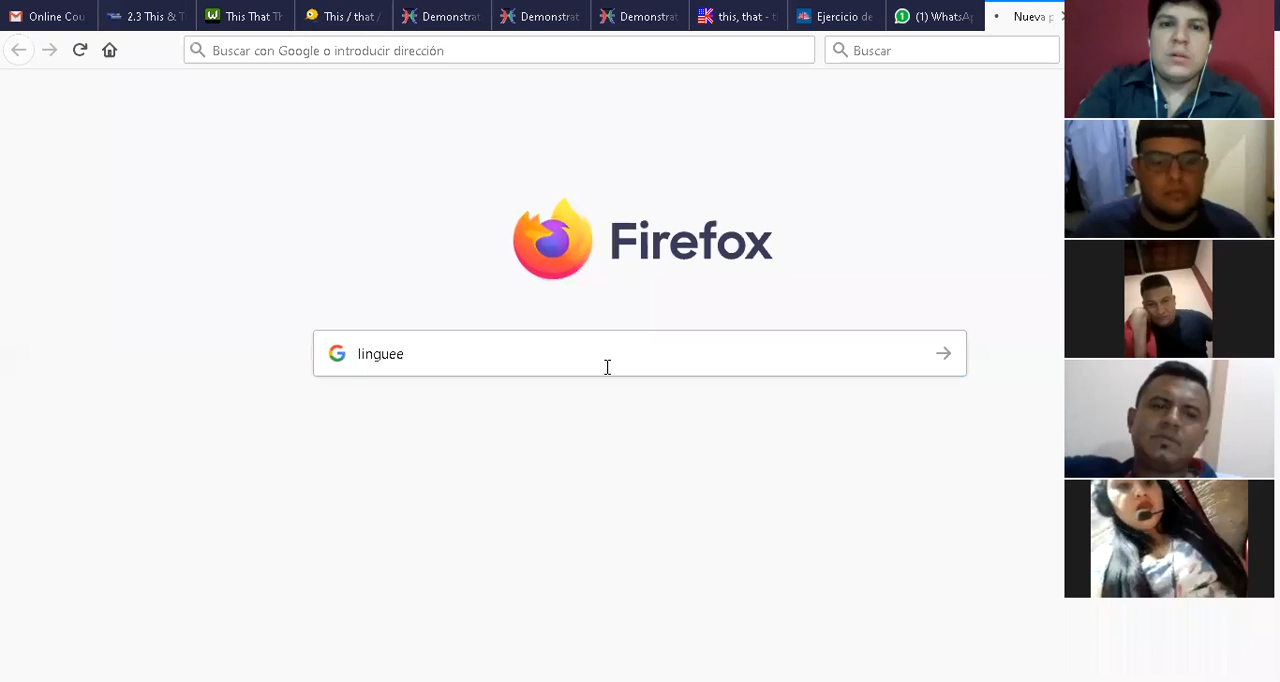 Online Cou
2.3 This & T
This That Th
This / that /
Demonstrat
Demonstrat
Demonstrat
this, that - t
Ejercicio de
(1) WhatsAp
Nueva p
Buscar con Google o introducir dirección
Buscar
Firefox
linguee